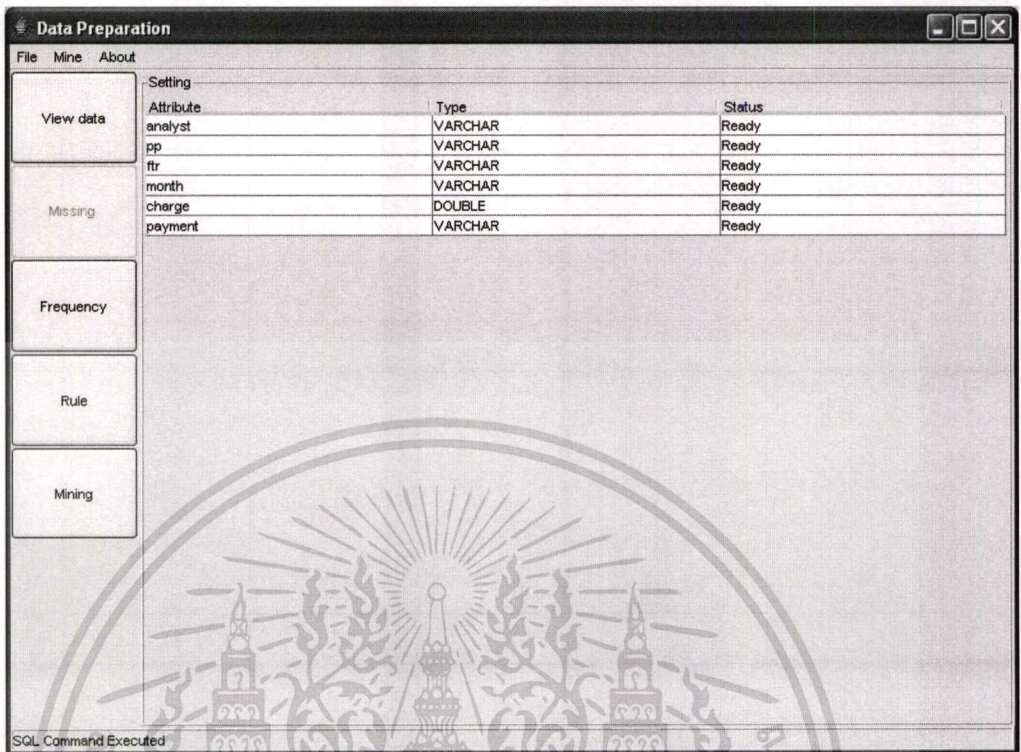 Data Preparation
File Mine About
View data
Missing
Frequency
Rule
Mining
Setting
Attribute Type Status
analyst VARCHAR Ready
pp VARCHAR Ready
ftr VARCHAR Ready
month VARCHAR Ready
charge DOUBLE Ready
payment VARCHAR Ready
SQL Command Executed